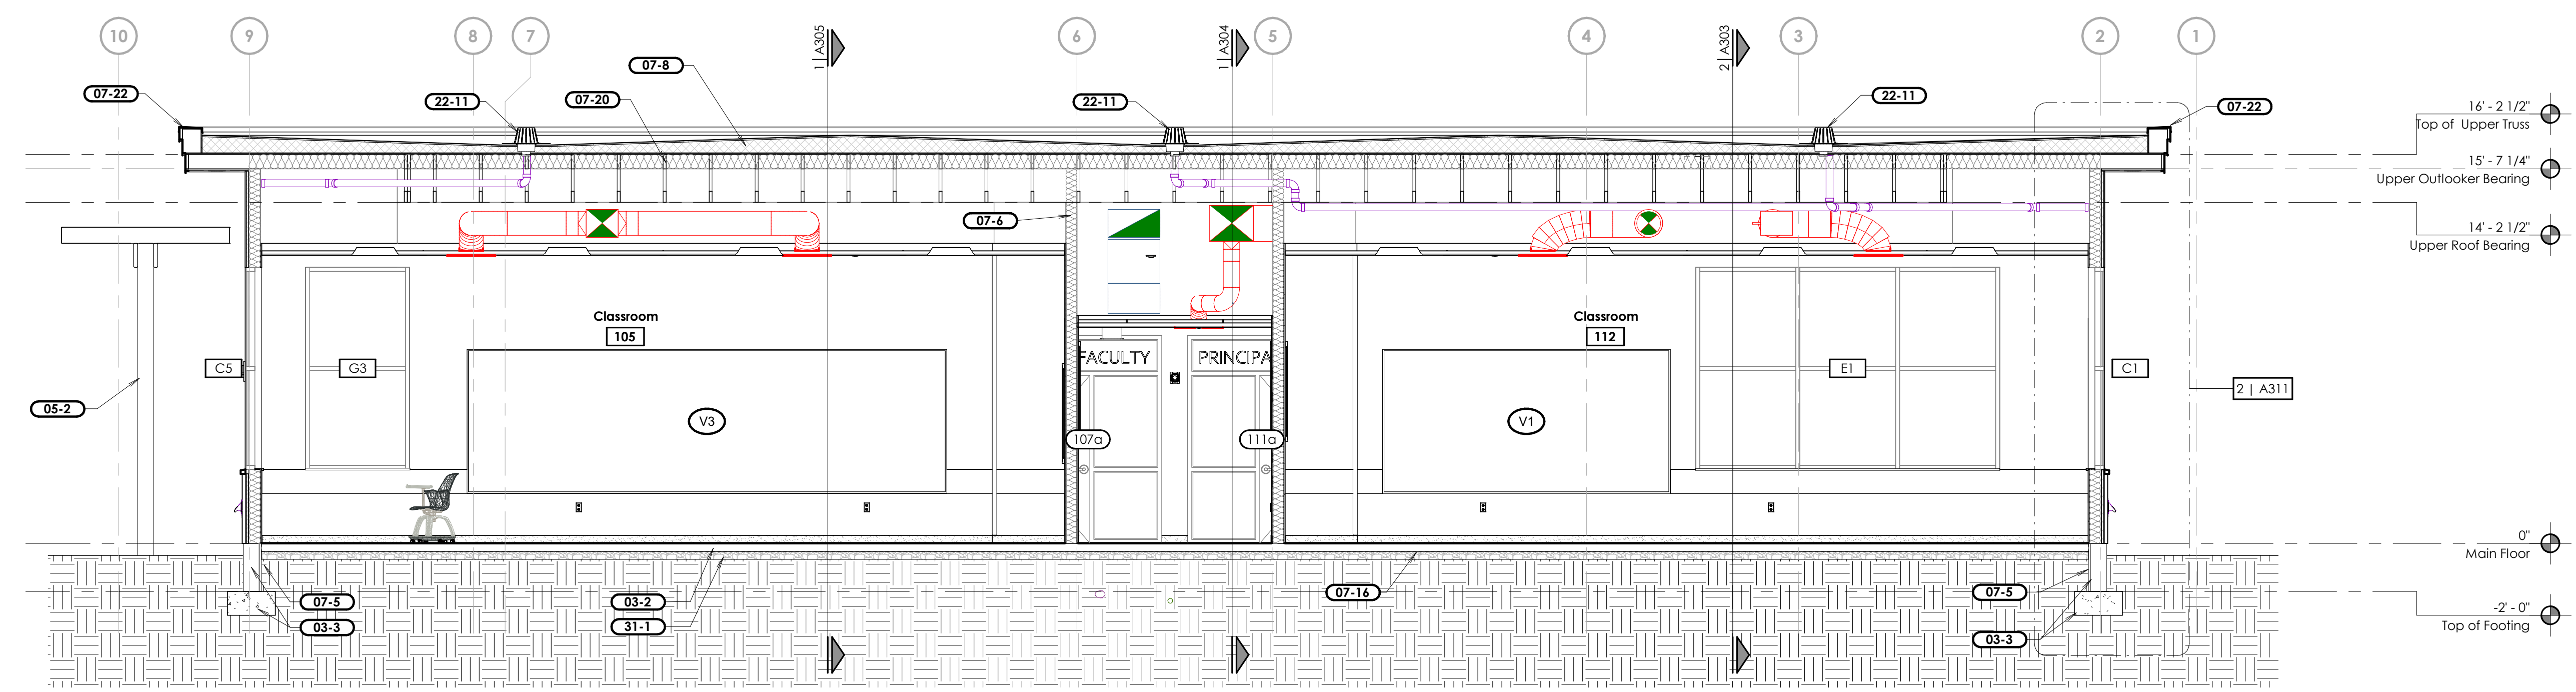 10
9
8
7
6
5
4
3
2
1
1 | A305
1 | A304
2 | A303
07-22
22-11
07-20
07-8
22-11
22-11
07-22
16' - 2 1/2"
Top of Upper Truss
15' - 7 1/4"
Upper Outlooker Bearing
14' - 2 1/2"
Upper Roof Bearing
07-6
Classroom
105
Classroom
112
FACULTY
PRINCIPA
C5
G3
E1
C1
2 | A311
05-2
V3
V1
107a
111a
0"
Main Floor
07-5
03-3
03-2
31-1
07-16
07-5
03-3
-2' - 0"
Top of Footing